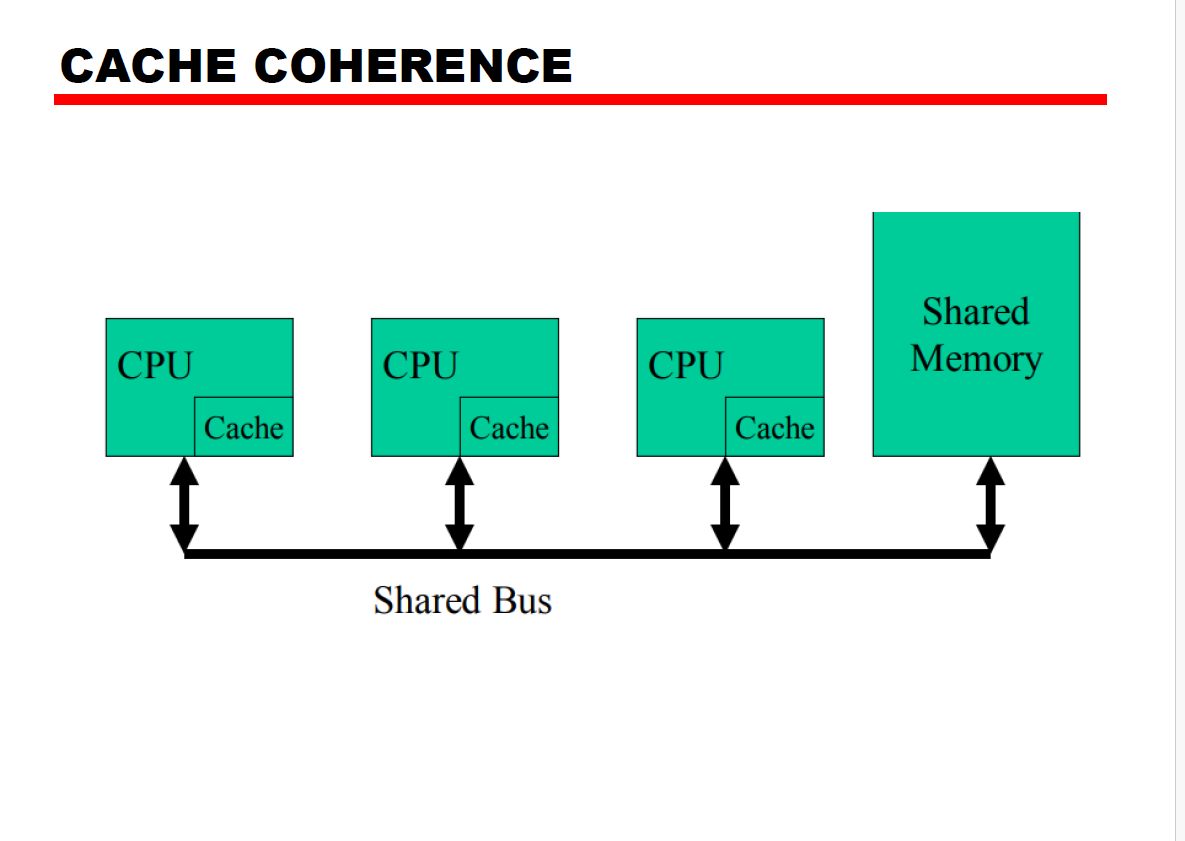 CACHE COHERENCE
Shared
Memory
CPU
Cache
CPU
Cache
CPU
Cache
Shared Bus